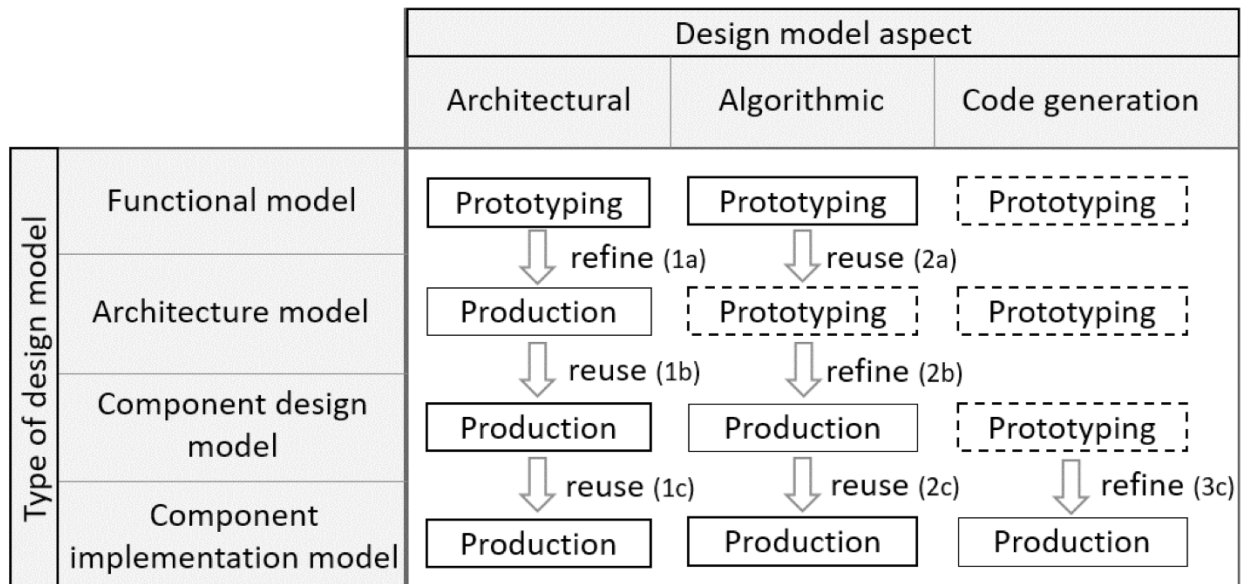 Design model aspect
Architectural
Algorithmic
Code generation
Type of design model
Functional model
Prototyping
Prototyping
Prototyping
refine (1a)
reuse (2a)
Architecture model
Production
Prototyping
Prototyping
reuse (1b)
refine (2b)
Component design
model
Production
Production
Prototyping
reuse (1c)
reuse (2c)
refine (3c)
Component
implementation model
Production
Production
Production